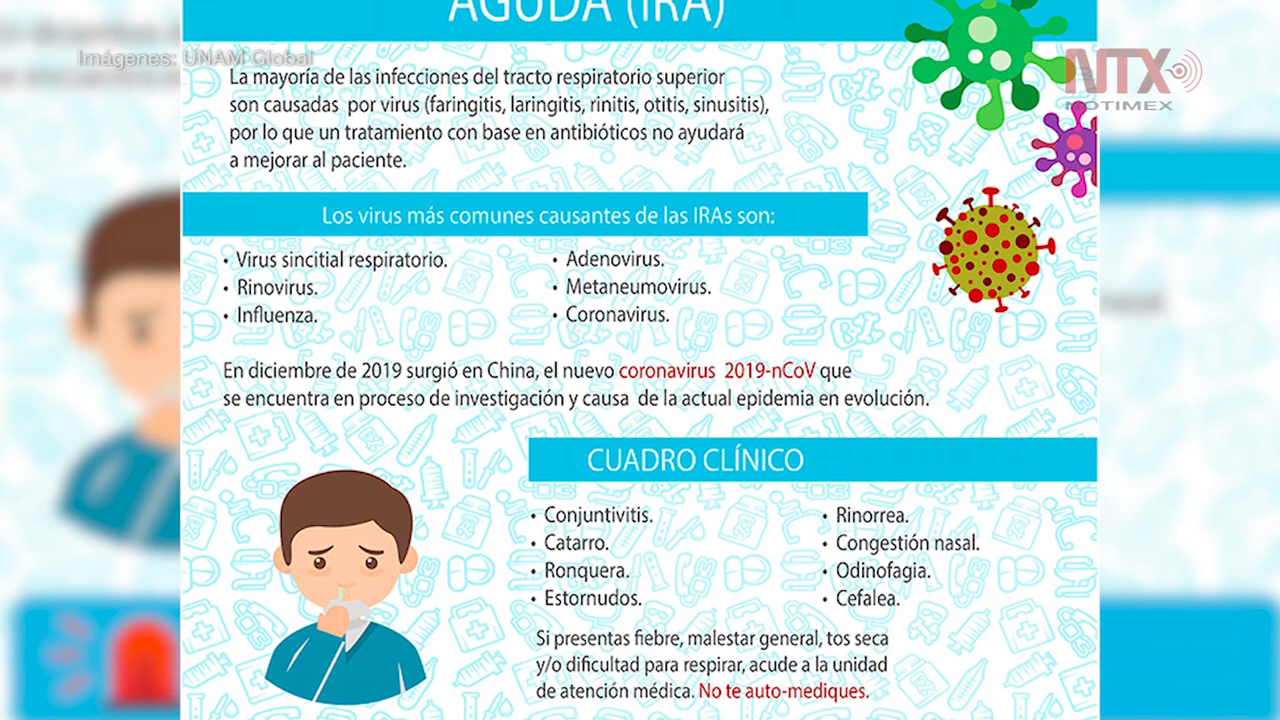 AGUDA (IRA)
Imágenes: UNAM Global
NTX
NOTIMEX
La mayoría de las infecciones del tracto respiratorio superior
son causadas por virus (faringitis, laringitis, rinitis, otitis, sinusitis),
por lo que un tratamiento con base en antibióticos no ayudará
a mejorar al paciente.
Los virus más comunes causantes de las IRAs son:
• Virus sincitial respiratorio.
• Rinovirus.
• Influenza.
• Adenovirus.
• Metaneumovirus.
• Coronavirus.
En diciembre de 2019 surgió en China, el nuevo coronavirus 2019-nCoV que
se encuentra en proceso de investigación y causa de la actual epidemia en evolución.
CUADRO CLÍNICO
• Conjuntivitis.
• Catarro.
• Ronquera.
• Estornudos.
• Rinorrea.
• Congestión nasal.
• Odinofagia.
• Cefalea.
Si presentas fiebre, malestar general, tos seca
y/o dificultad para respirar, acude a la unidad
de atención médica. No te auto-mediques.